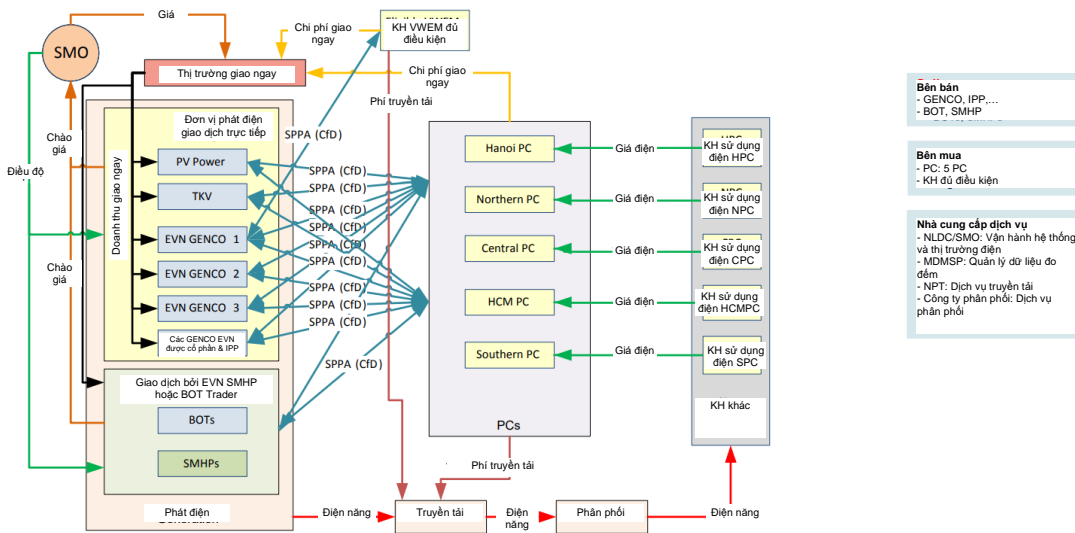 Giá
SMO
Thị trường giao ngay
Chi phí giao
ngay
KH VWEM đủ
điều kiện
Chi phí giao
ngay
Phí truyền tải
Chào
giá
Điều độ
Chào
giá
Doanh thu giao ngay
Đơn vị phát điện
giao dịch trực tiếp
PV Power
TKV
EVN GENCO 1
EVN GENCO 2
EVN GENCO 3
Các GENCO EVN
được cổ phần & IPP
SPPA (CfD)
SPPA (CfD)
SPPA (CfD)
SPPA (CfD)
SPPA (CfD)
SPPA (CfD)
SPPA (CfD)
SPPA (CfD)
SPPA (CfD)
SPPA (CfD)
SPPA (CfD)
Giao dịch bởi EVN SMHP
hoặc BOT Trader
BOTs
SMHPs
Phát điện
Hanoi PC
Northern PC
Central PC
HCM PC
Southern PC
PCs
Giá điện
Giá điện
Giá điện
Giá điện
Giá điện
KH sử dụng
điện HPC
KH sử dụng
điện NPC
KH sử dụng
điện CPC
KH sử dụng
điện HCMPC
KH sử dụng
điện SPC
KH khác
Phí truyền tải
Điện năng
Truyền tải
Điện
năng
Phân phối
Điện năng
Bên bán
- GENCO, IPP,...
- BOT, SMHP
Bên mua
- PC: 5 PC
- KH đủ điều kiện
Nhà cung cấp dịch vụ
- NLDC/SMO: Vận hành hệ thống
và thị trường điện
- MDMSP: Quản lý dữ liệu đo
đếm
- NPT: Dịch vụ truyền tải
- Công ty phân phối: Dịch vụ
phân phối